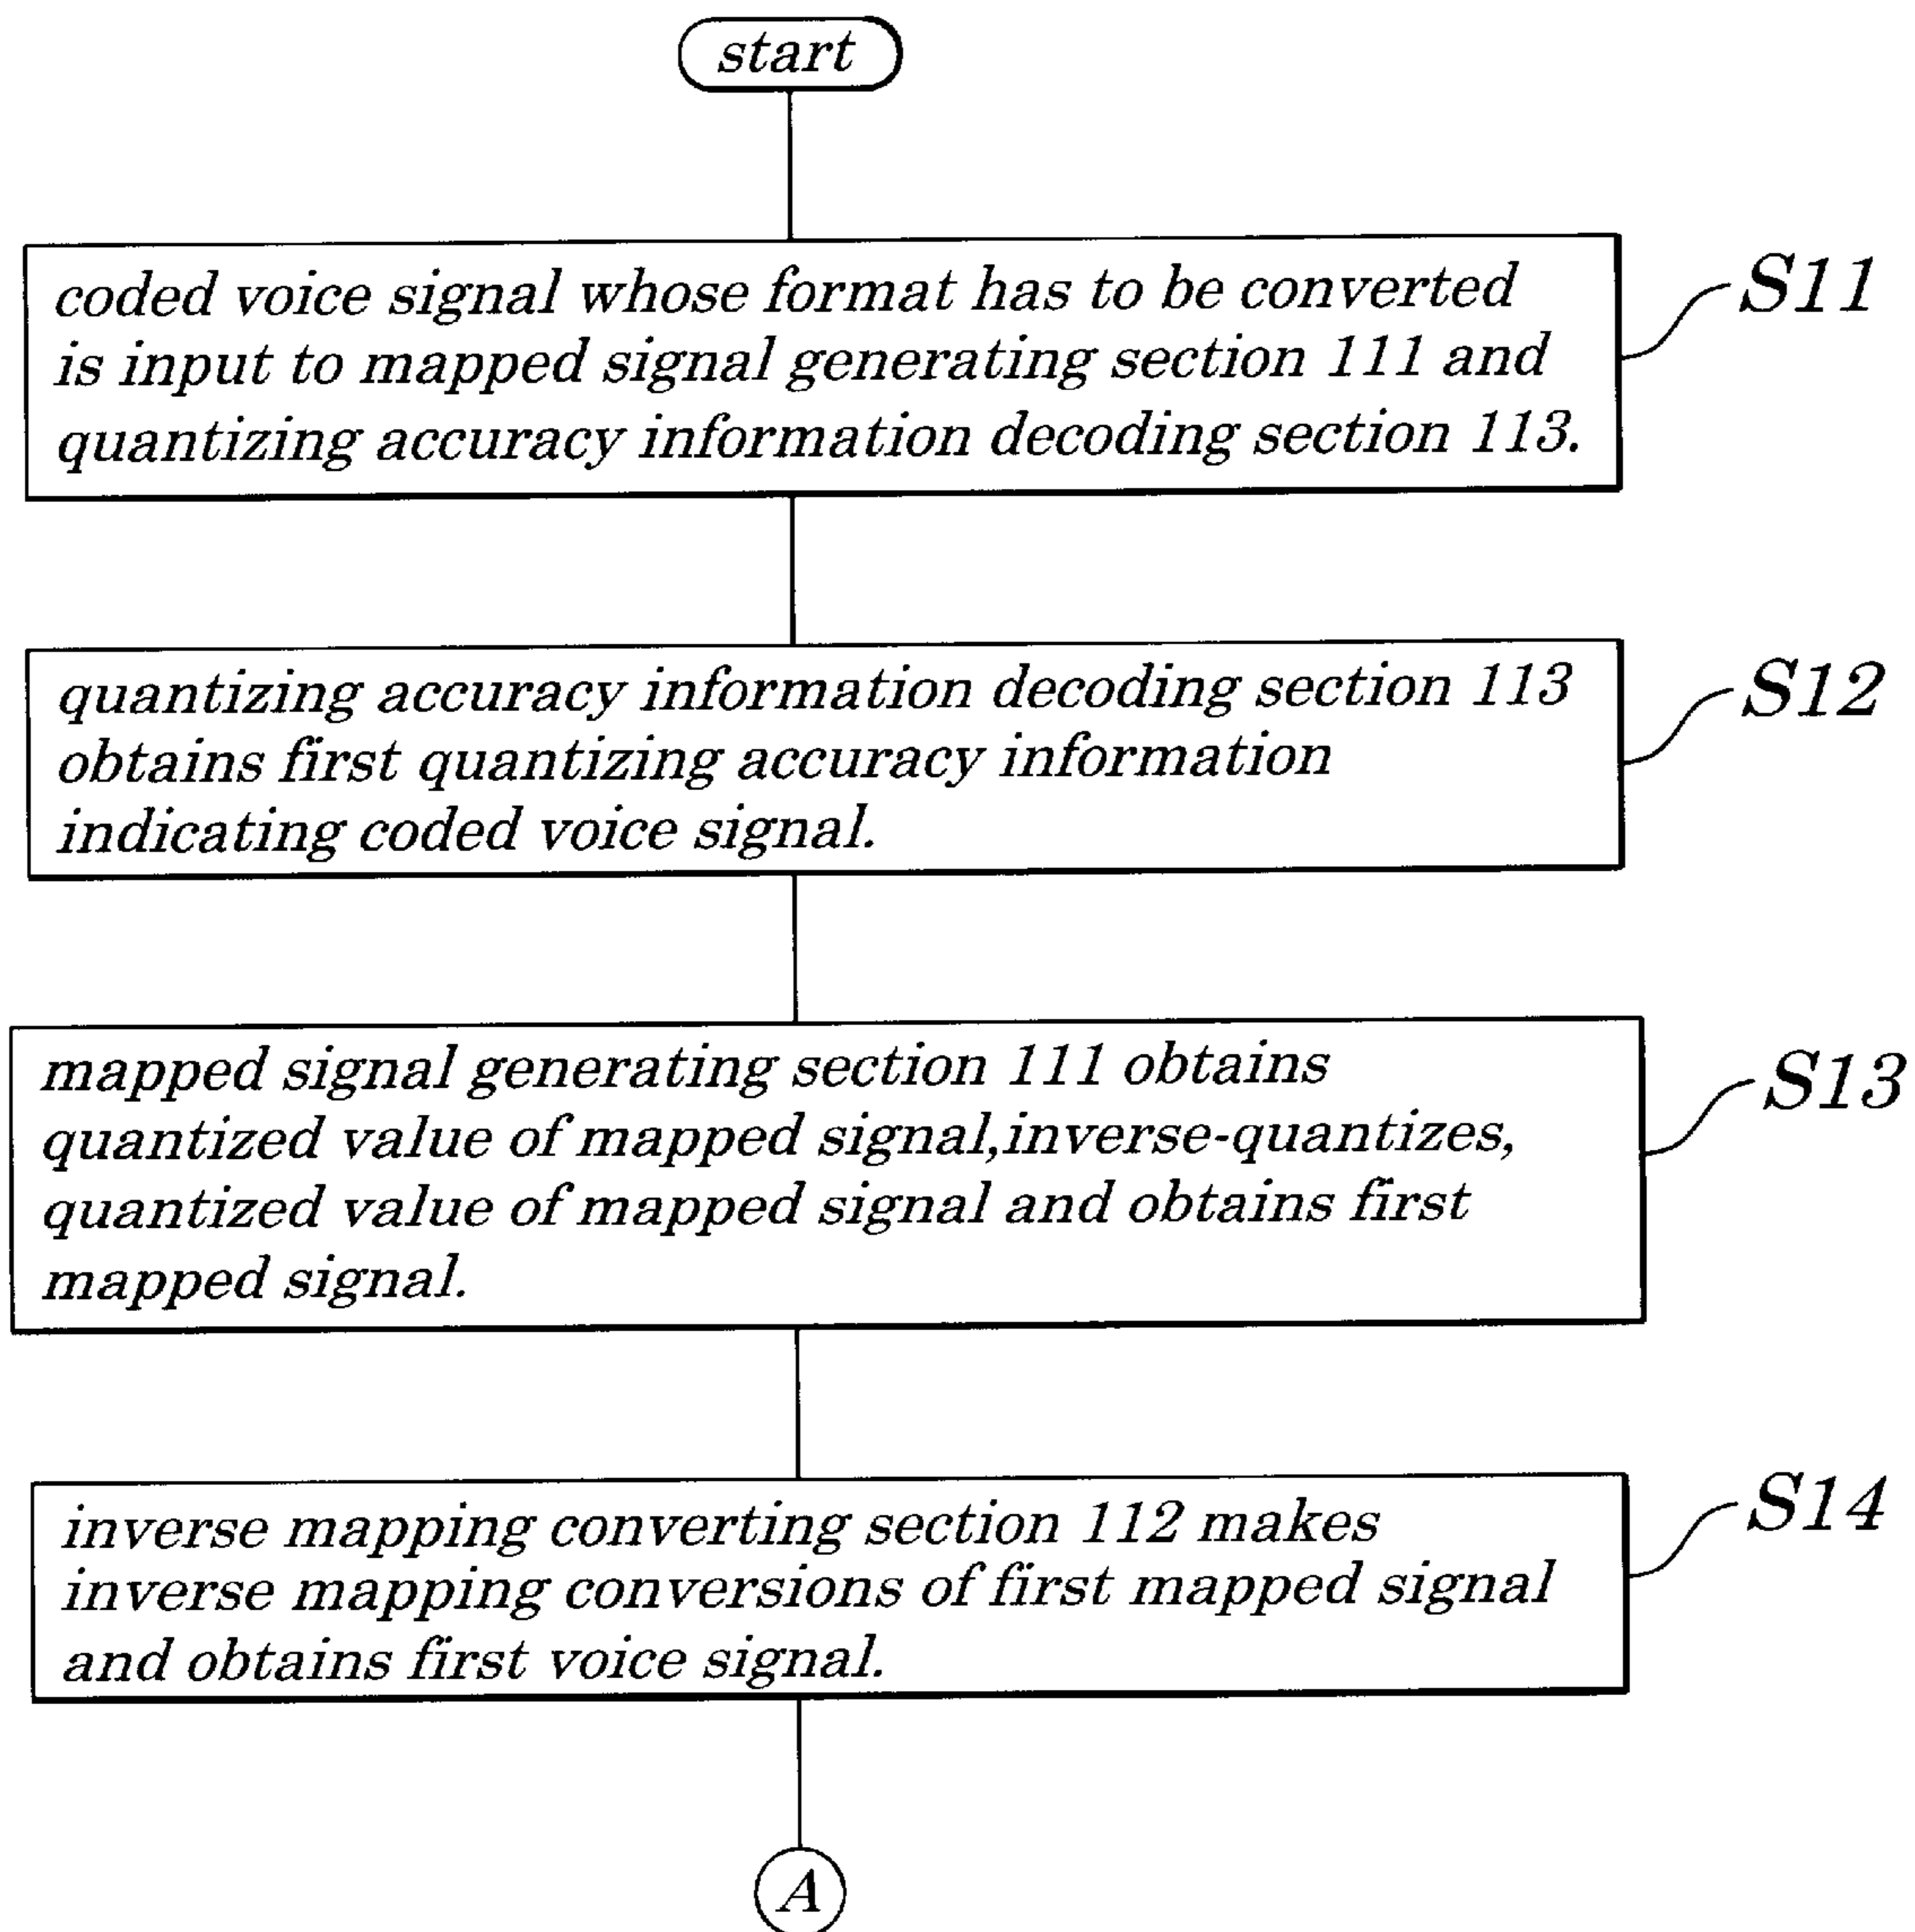 start
coded voice signal whose format has to be converted
is input to mapped signal generating section 111 and
quantizing accuracy information decoding section 113.
S11
quantizing accuracy information decoding section 113
obtains first quantizing accuracy information
indicating coded voice signal.
S12
mapped signal generating section 111 obtains
quantized value of mapped signal,inverse-quantizes,
quantized value of mapped signal and obtains first
mapped signal.
S13
inverse mapping converting section 112 makes
inverse mapping conversions of first mapped signal
and obtains first voice signal.
S14
A